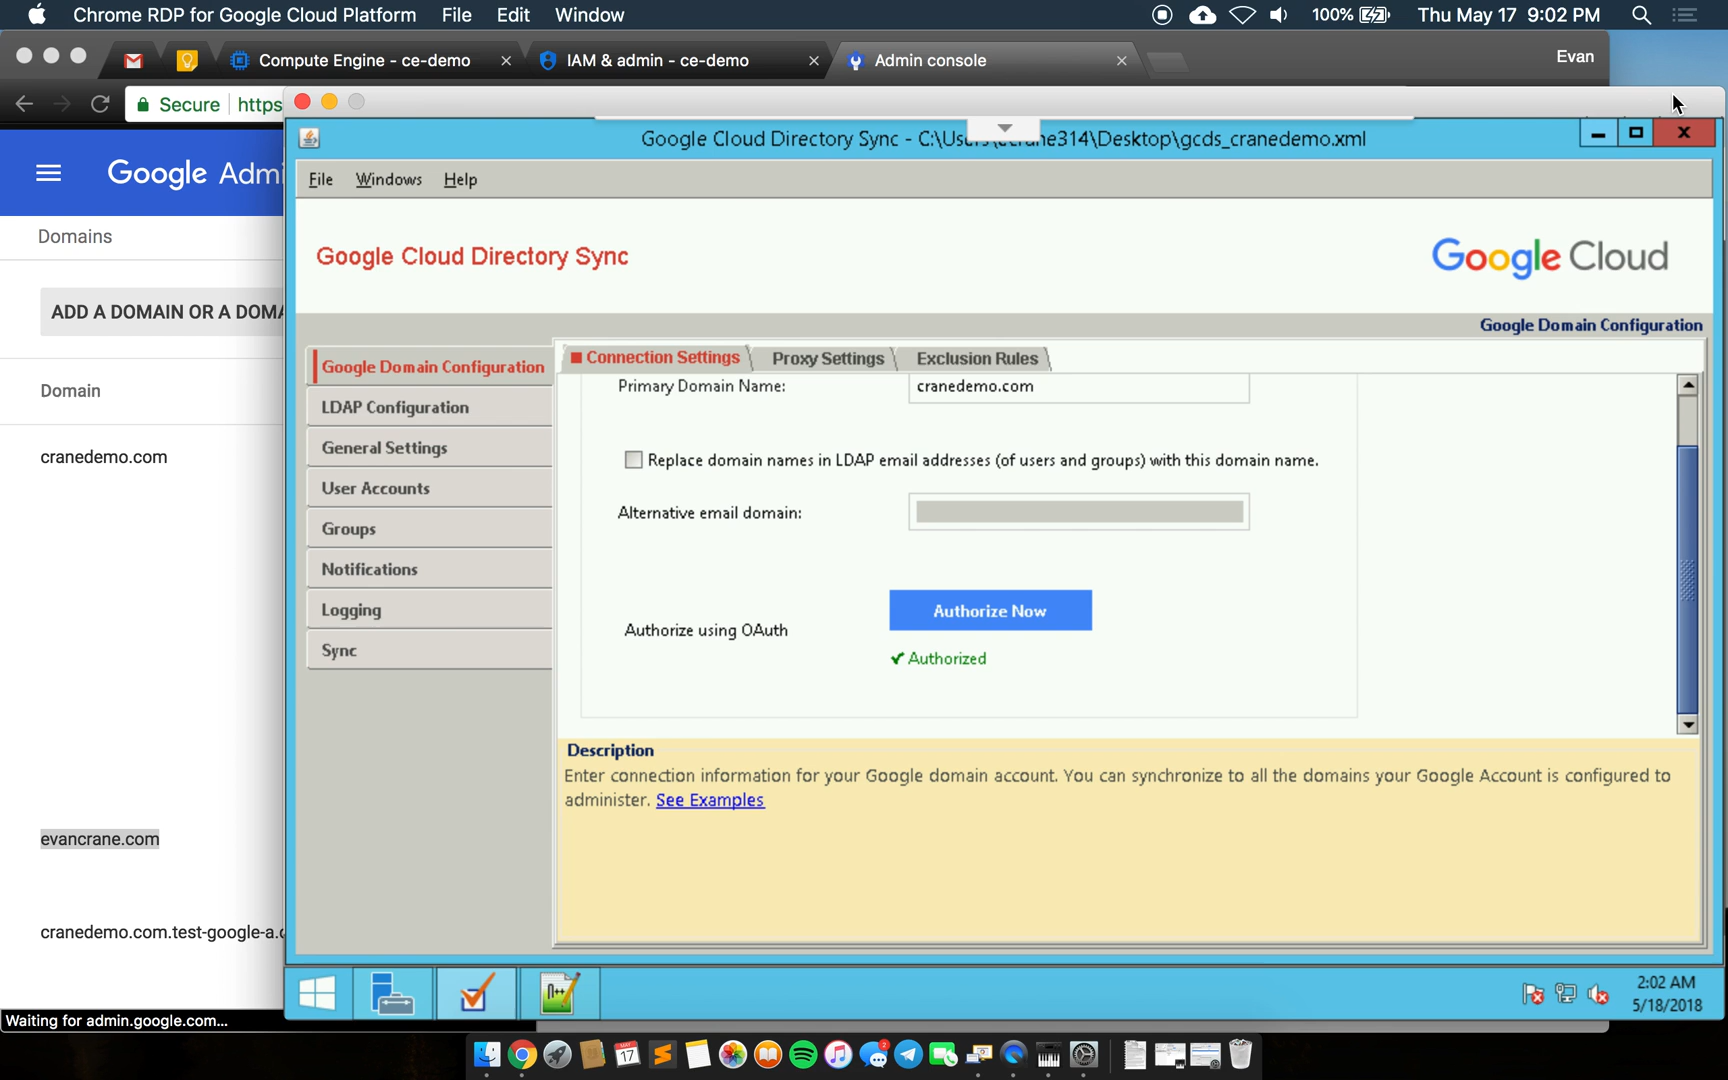 Chrome RDP for Google Cloud Platform File Edit Window 100% Thu May 17 9:02 PM
Compute Engine - ce-demo × IAM & admin - ce-demo × Admin console × Evan
Secure https
Google Cloud Directory Sync - C:\Users\ecrane314\Desktop\gcds_cranedemo.xml
Google Admi
File Windows Help
Domains
Google Cloud Directory Sync
Google Cloud
ADD A DOMAIN OR A DOMA
Google Domain Configuration
Google Domain Configuration
Connection Settings Proxy Settings Exclusion Rules
Domain
Primary Domain Name: cranedemo.com
LDAP Configuration
General Settings
cranedemo.com
Replace domain names in LDAP email addresses (of users and groups) with this domain name.
User Accounts
Alternative email domain:
Groups
Notifications
Logging
Authorize Now
Authorize using OAuth
Sync
Authorized
Description
Enter connection information for your Google domain account. You can synchronize to all the domains your Google Account is configured to
administer. See Examples
evancrane.com
cranedemo.com.test-google-a.c
2:02 AM
5/18/2018
Waiting for admin.google.com...
MAY
17
2